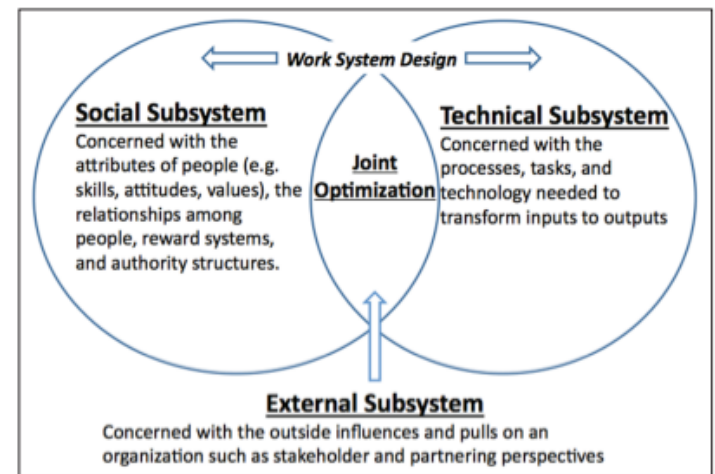 Work System Design
Social Subsystem
Concerned with the
attributes of people (e.g.
skills, attitudes, values), the
relationships among
people, reward systems,
and authority structures.
Joint
Optimization
Technical Subsystem
Concerned with the
processes, tasks, and
technology needed to
transform inputs to outputs
External Subsystem
Concerned with the outside influences and pulls on an
organization such as stakeholder and partnering perspectives